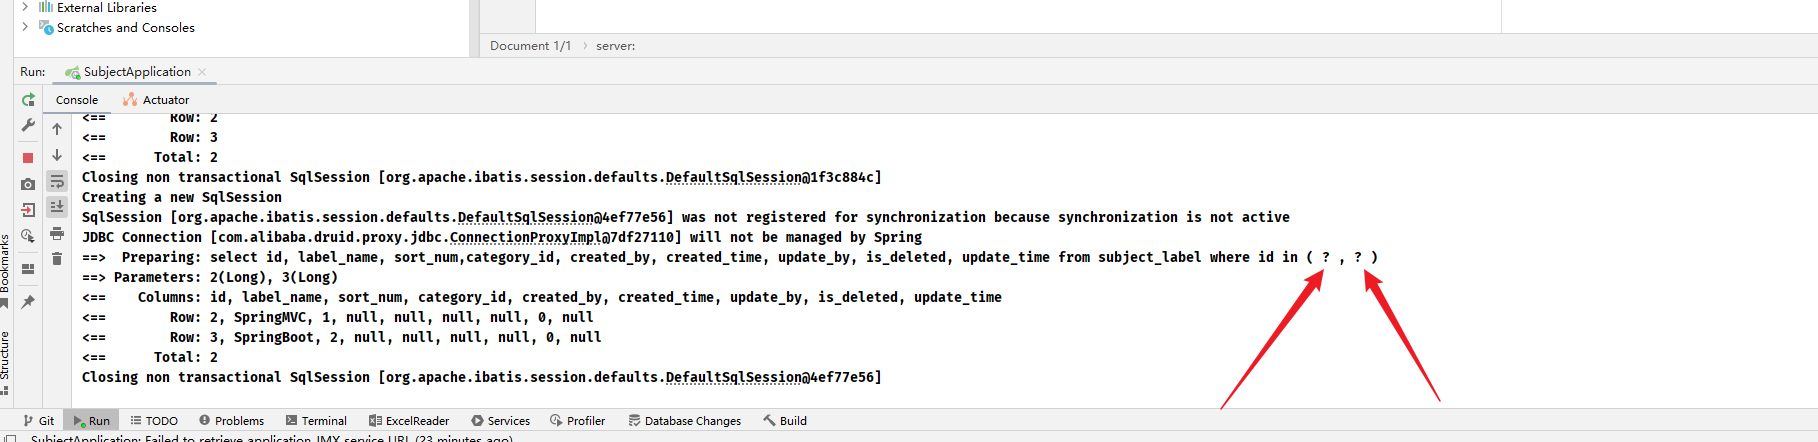 External Libraries
Scratches and Consoles
Document 1/1 › server:
Run: SubjectApplication
Console Actuator
<== Row: 2
<== Row: 3
<== Total: 2
Closing non transactional SqlSession [org.apache.ibatis.session.defaults.DefaultSqlSession@1f3c884c]
Creating a new SqlSession
SqlSession [org.apache.ibatis.session.defaults.DefaultSqlSession@4ef77e56] was not registered for synchronization because synchronization is not active
JDBC Connection [com.alibaba.druid.proxy.jdbc.ConnectionProxyImpl@7df27110] will not be managed by Spring
==> Preparing: select id, label_name, sort_num,category_id, created_by, created_time, update_by, is_deleted, update_time from subject_label where id in ( ? , ? )
==> Parameters: 2(Long), 3(Long)
<== Columns: id, label_name, sort_num, category_id, created_by, created_time, update_by, is_deleted, update_time
<== Row: 2, SpringMVC, 1, null, null, null, null, 0, null
<== Row: 3, SpringBoot, 2, null, null, null, null, 0, null
<== Total: 2
Closing non transactional SqlSession [org.apache.ibatis.session.defaults.DefaultSqlSession@4ef77e56]
Bookmarks
Structure
Git Run TODO Problems Terminal ExcelReader Services Profiler Database Changes Build
SubjectApplication: Failed to retrieve application JMX service URL (23 minutes ago)